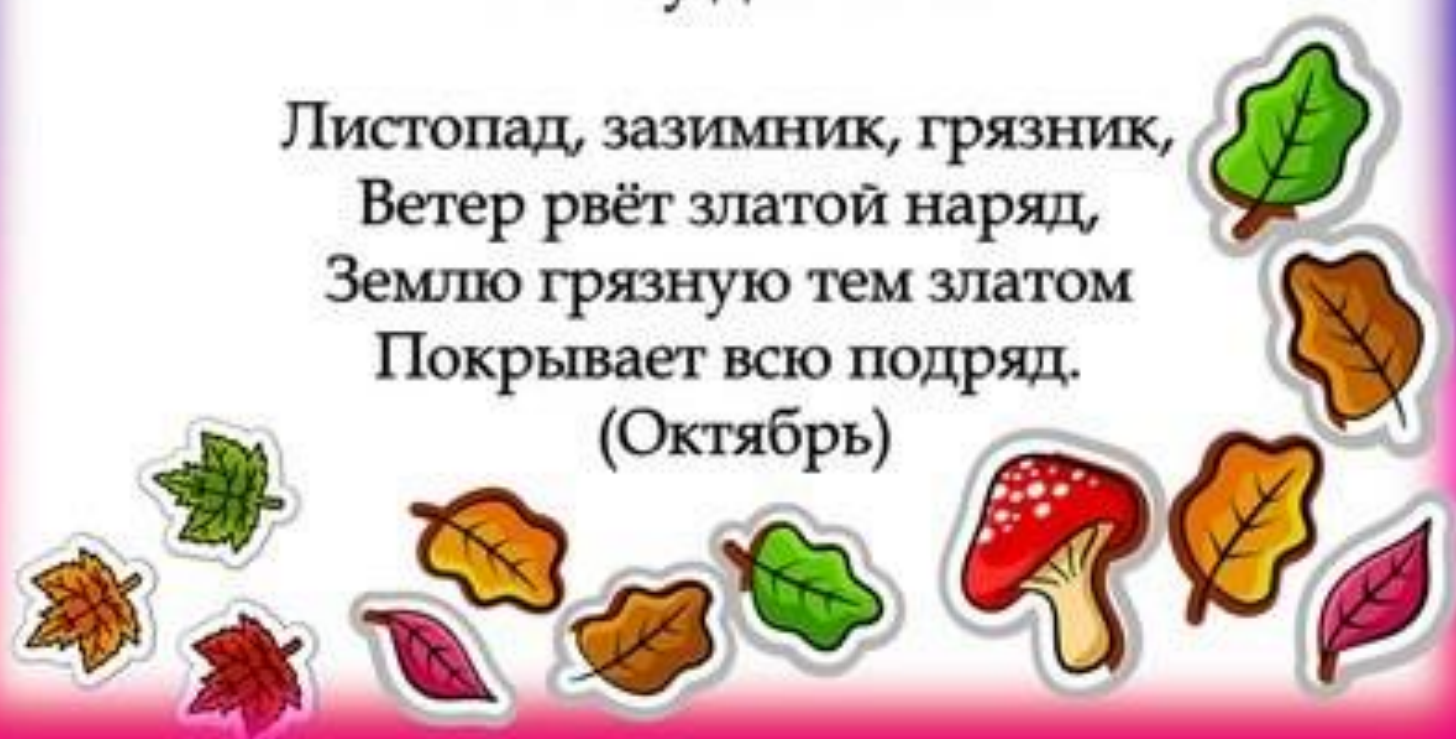 Листопад, зазимник, грязник,
Ветер рвёт златой наряд,
Землю грязную тем златом
Покрывает всю подряд.
(Октябрь)